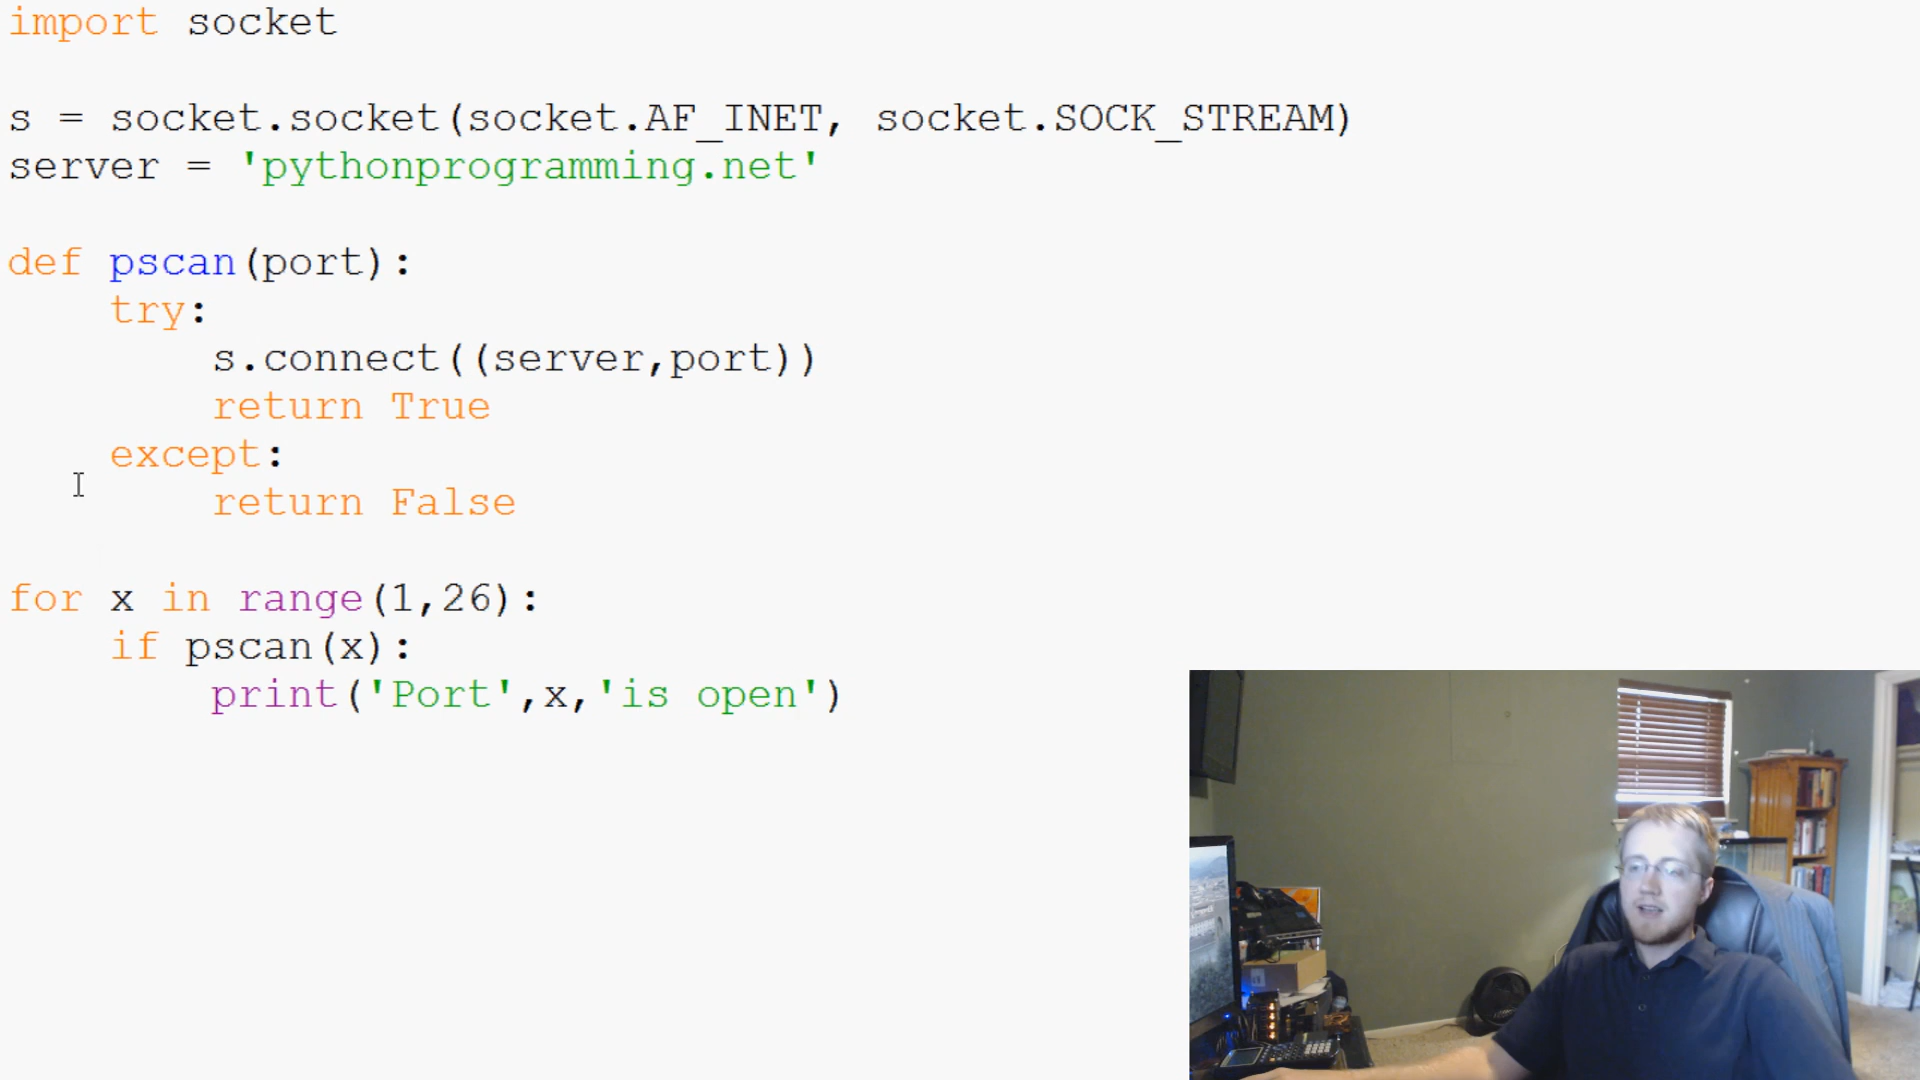 import socket
s = socket.socket(socket.AF_INET, socket.SOCK_STREAM)
server = 'pythonprogramming.net'
def pscan(port):
    try:
        s.connect((server,port))
        return True
    except:
        return False
for x in range(1,26):
    if pscan(x):
        print('Port',x,'is open')